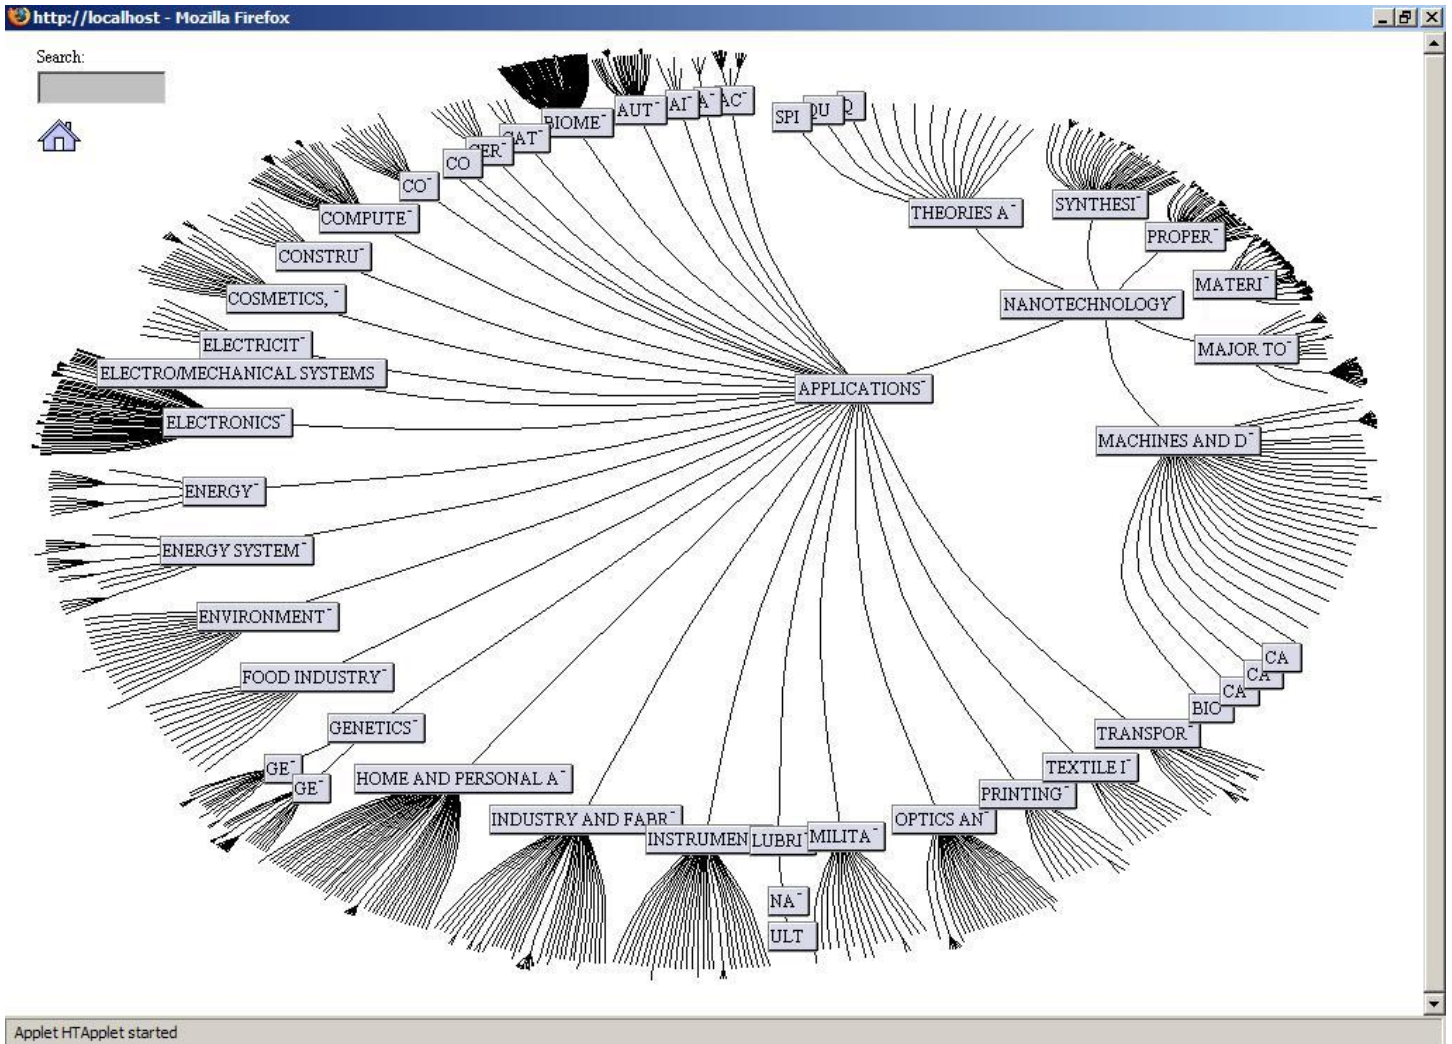 http://localhost - Mozilla Firefox
Search:
SPI
QU
Q
AC-
A-
AI-
AUT-
BIOME-
CAT-
CER-
CO
CO-
COMPUTE-
CONSTRU-
COSMETICS, -
ELECTRICIT-
ELECTRO/MECHANICAL SYSTEMS
ELECTRONICS-
ENERGY-
ENERGY SYSTEM-
ENVIRONMENT-
FOOD INDUSTRY-
GENETICS-
GE-
GE-
HOME AND PERSONAL A-
INDUSTRY AND FABR-
INSTRUMEN
LUBRI-
NA-
ULT
MILITA-
OPTICS AN-
PRINTING-
TEXTILE I-
TRANSPOR-
BIO
CA
CA
CA
APPLICATIONS-
NANOTECHNOLOGY-
THEORIES A-
SYNTHESI-
PROPER-
MATERI-
MAJOR TO-
MACHINES AND D-
Applet HTApplet started